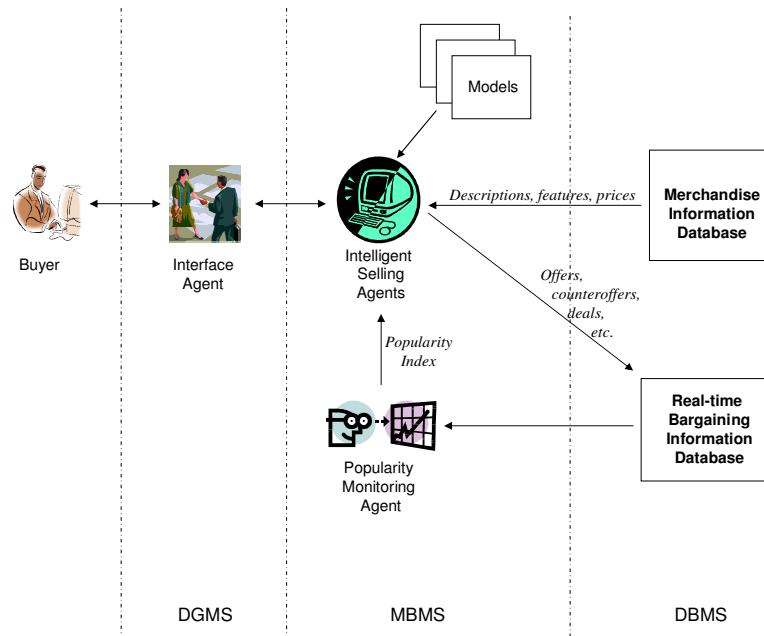 Models
Descriptions, features, prices
Merchandise
Information
Database
Buyer
Interface
Agent
Intelligent
Selling
Agents
Offers,
counteroffers,
deals,
etc.
Popularity
Index
Real-time
Bargaining
Information
Database
Popularity
Monitoring
Agent
DGMS
MBMS
DBMS